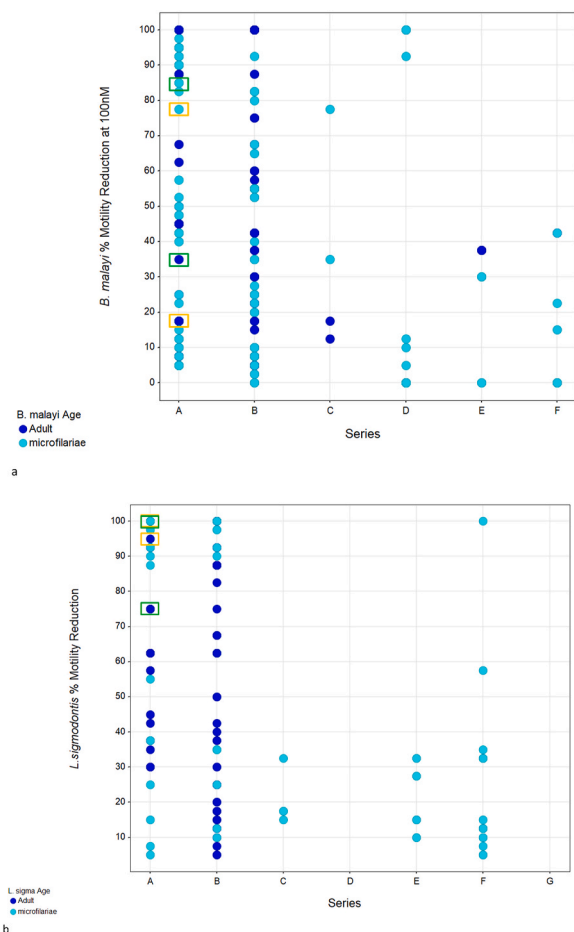 B. malayi % Motility Reduction at 100nM
100
90
80
70
60
50
40
30
20
10
0
A B C D E F
Series
B. malayi Age
Adult
microfilariae
a
L.sigmodontis % Motility Reduction
100
90
80
70
60
50
40
30
20
10
A B C D E F G
Series
L. sigma Age
Adult
microfilariae
b